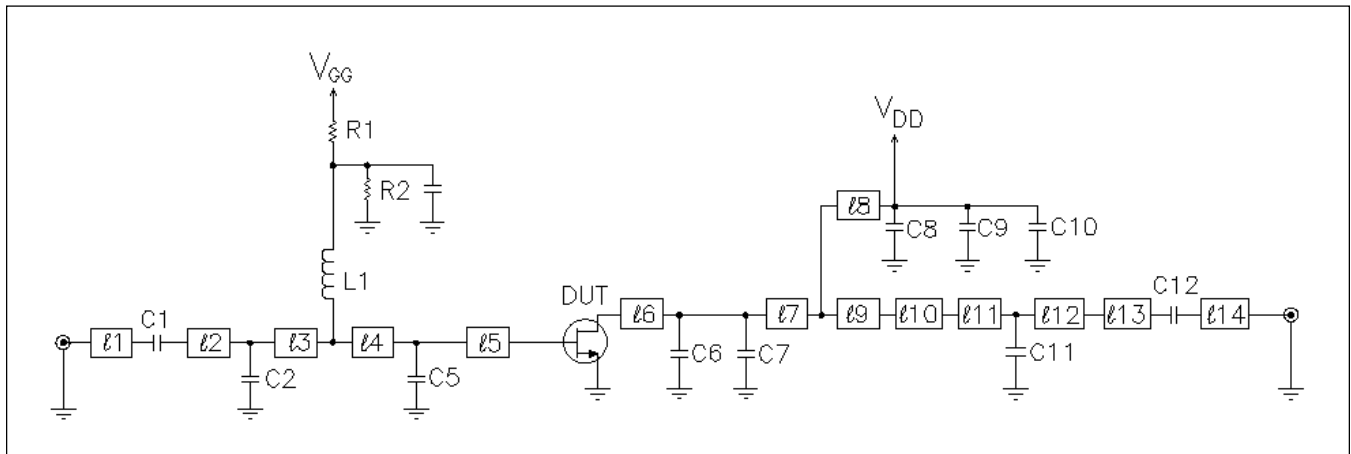 VGG
R1
R2
L1
VDD
ℓ8
C8
C9
C10
DUT
C12
ℓ1
C1
ℓ2
ℓ3
ℓ4
ℓ5
ℓ6
ℓ7
ℓ9
ℓ10
ℓ11
ℓ12
ℓ13
ℓ14
C2
C5
C6
C7
C11